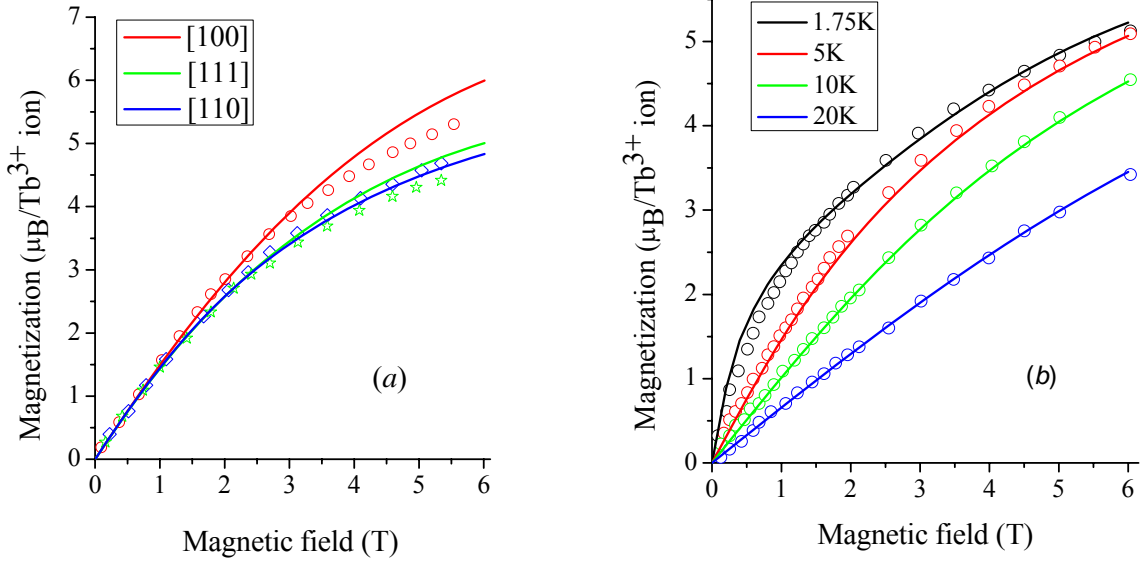 [100]
[111]
[110]
Magnetization (μB/Tb3+ ion)
7
6
5
4
3
2
1
0
(a)
0 1 2 3 4 5 6
Magnetic field (T)
1.75K
5K
10K
20K
Magnetization (μB/Tb3+ ion)
5
4
3
2
1
0
(b)
0 1 2 3 4 5 6
Magnetic field (T)